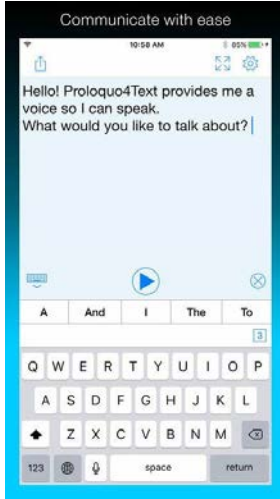 Communicate with ease
10:58 AM 85%
Hello! Proloquo4Text provides me a
voice so I can speak.
What would you like to talk about?
A And I The To
3
Q W E R T Y U I O P
A S D F G H J K L
Z X C V B N M
123 space return